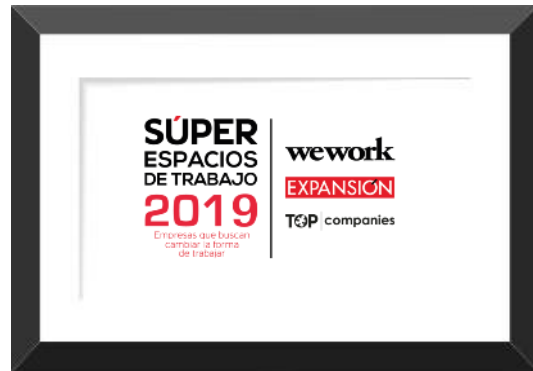 SÚPER
ESPACIOS
DE TRABAJO
2019
Empresas que buscan
cambiar la forma
de trabajar
wework
EXPANSIÓN
TOP companies